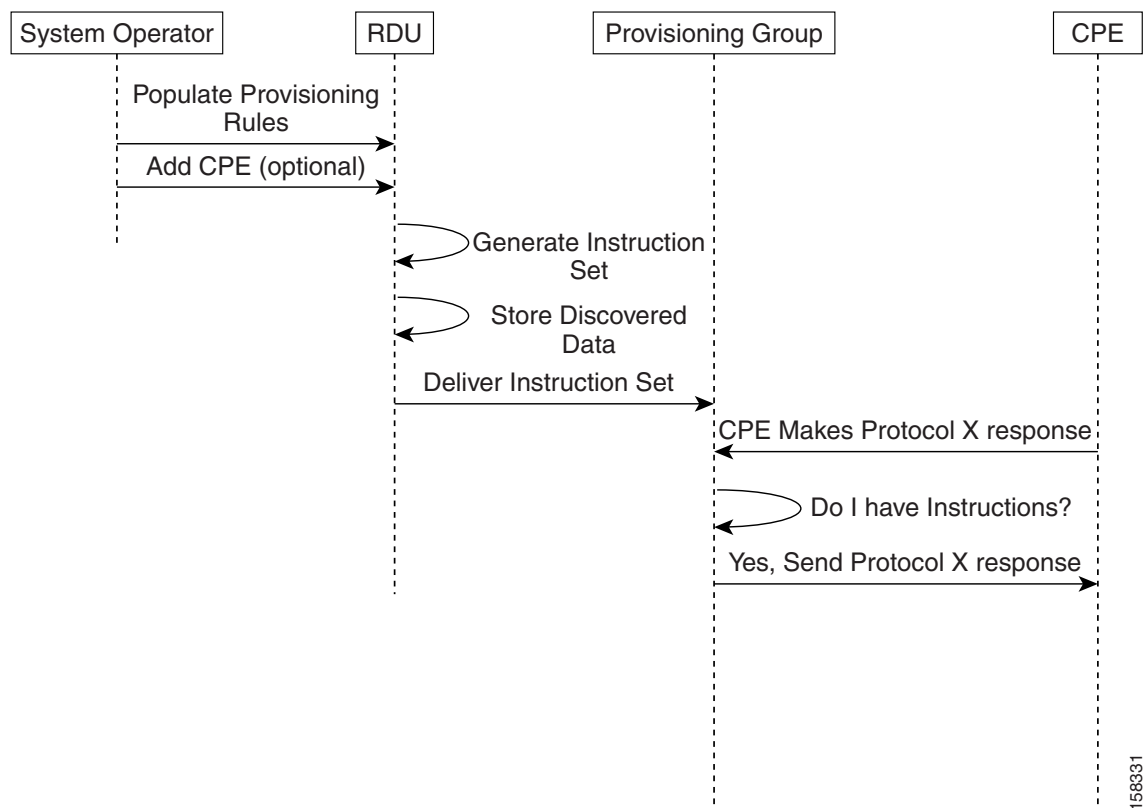 System Operator
RDU
Provisioning Group
CPE
Populate Provisioning
Rules
Add CPE (optional)
Generate Instruction
Set
Store Discovered
Data
Deliver Instruction Set
CPE Makes Protocol X response
Do I have Instructions?
Yes, Send Protocol X response
158331